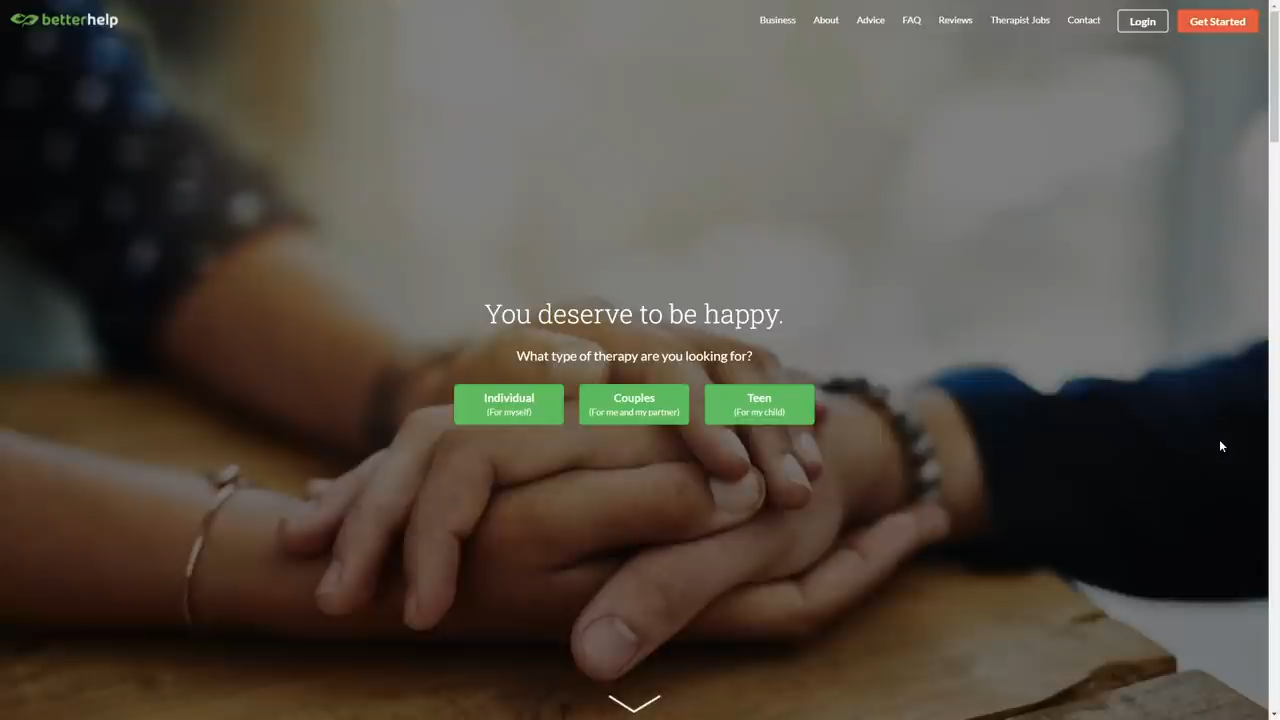 betterhelp
Business About Advice FAQ Reviews Therapist Jobs Contact Login Get Started
You deserve to be happy.
What type of therapy are you looking for?
Individual Couples Teen
(For myself) (For me and my partner) (For my child)